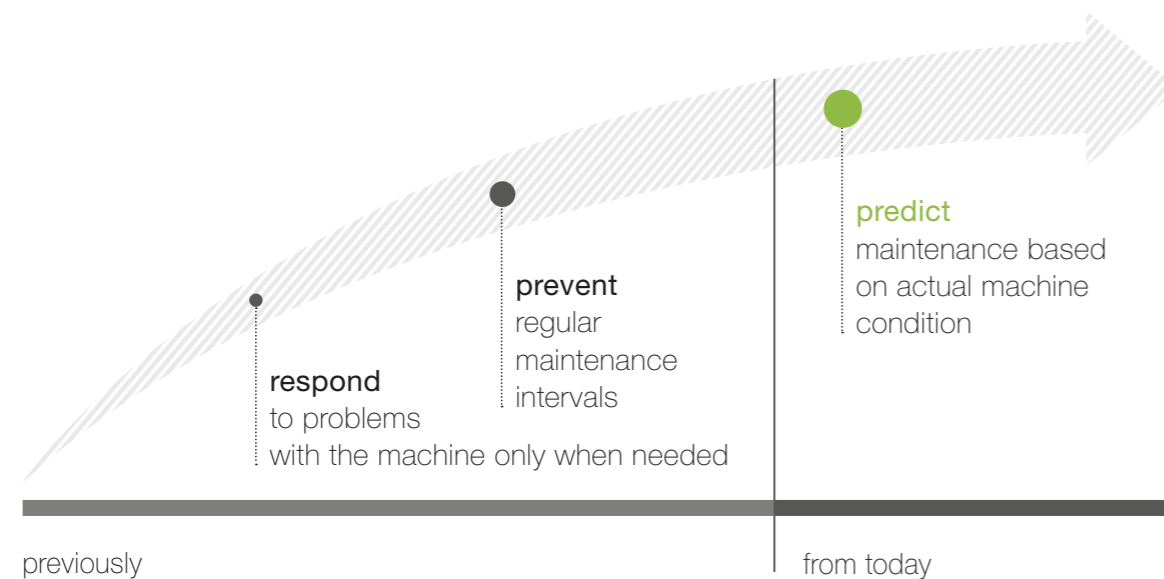 predict
maintenance based
on actual machine
condition
prevent
regular
maintenance
intervals
respond
to problems
with the machine only when needed
previously
from today